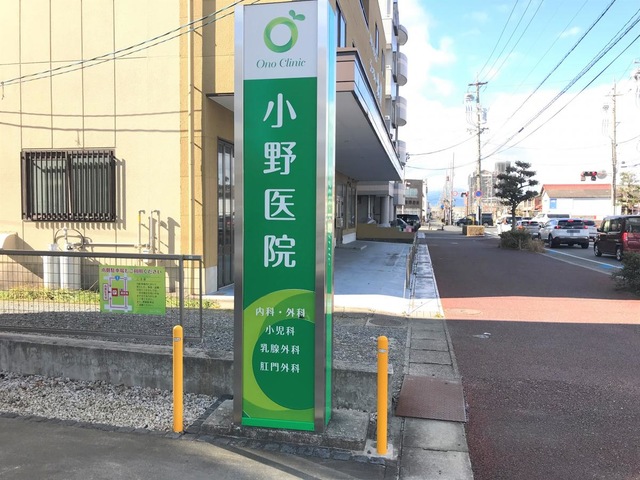 Ono Clinic
小野医院
内科・外科
小児科
乳腺外科
肛門外科